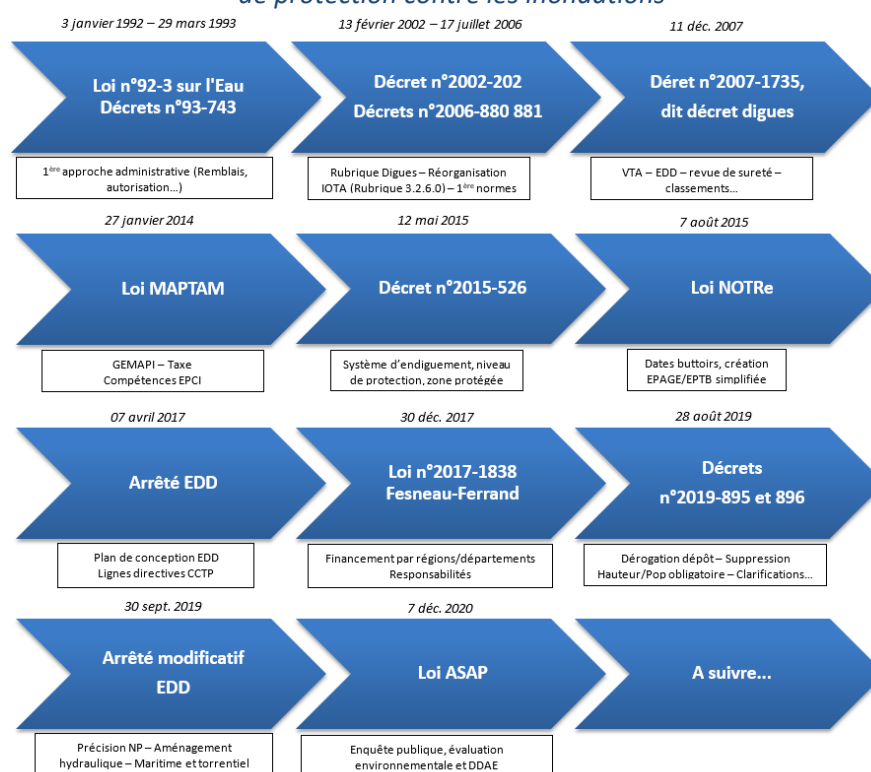 de protection contre les inondations
3 janvier 1992 – 29 mars 1993
13 février 2002 – 17 juillet 2006
11 déc. 2007
Loi n°92-3 sur l'Eau
Décrets n°93-743
Décret n°2002-202
Décrets n°2006-880 881
Déret n°2007-1735,
dit décret digues
1ère approche administrative (Remblais,
autorisation...)
Rubrique Digues – Réorganisation
IOTA (Rubrique 3.2.6.0) – 1ère normes
VTA – EDD – revue de sureté –
classements...
27 janvier 2014
12 mai 2015
7 août 2015
Loi MAPTAM
Décret n°2015-526
Loi NOTRe
GEMAPI – Taxe
Compétences EPCI
Système d'endiguement, niveau
de protection, zone protégée
Dates buttoirs, création
EPAGE/EPTB simplifiée
07 avril 2017
30 déc. 2017
28 août 2019
Arrêté EDD
Loi n°2017-1838
Fesneau-Ferrand
Décrets
n°2019-895 et 896
Plan de conception EDD
Lignes directives CCTP
Financement par régions/départements
Responsabilités
Dérogation dépôt – Suppression
Hauteur/Pop obligatoire – Clarifications...
30 sept. 2019
7 déc. 2020
Arrêté modificatif
EDD
Loi ASAP
A suivre...
Précision NP – Aménagement
hydraulique – Maritime et torrentiel
Enquête publique, évaluation
environnementale et DDAE